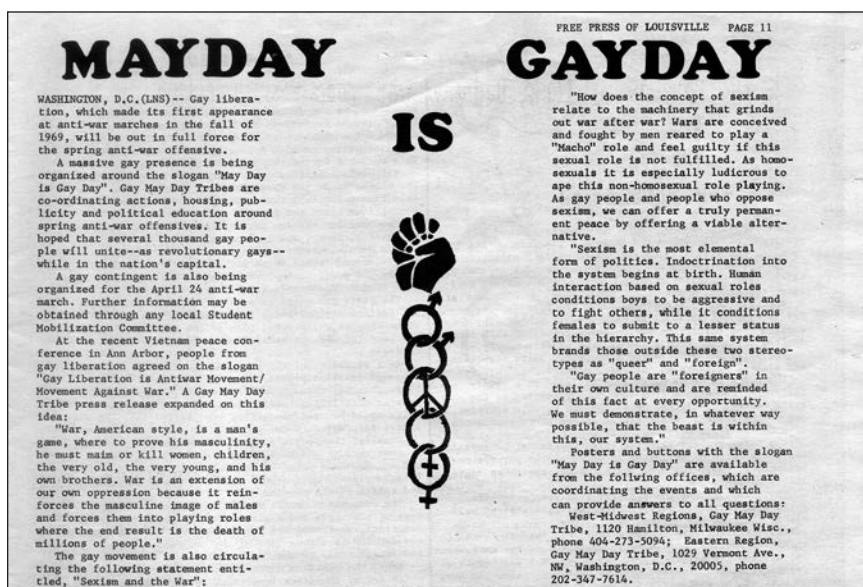 FREE PRESS OF LOUISVILLE PAGE 11
MAYDAY
IS
GAYDAY
WASHINGTON, D.C.(LNS)-- Gay libera-
tion, which made its first appearance
at anti-war marches in the fall of
1969, will be out in full force for
the spring anti-war offensive.
A massive gay presence is being
organized around the slogan "May Day
is Gay Day". Gay May Day Tribes are
co-ordinating actions, housing, pub-
licity and political education around
spring anti-war offensives. It is
hoped that several thousand gay peo-
ple will unite--as revolutionary gays--
while in the nation's capital.
A gay contingent is also being
organized for the April 24 anti-war
march. Further information may be
obtained through any local Student
Mobilization Committee.
At the recent Vietnam peace con-
ference in Ann Arbor, people from
gay liberation agreed on the slogan
"Gay Liberation is Antiwar Movement/
Movement Against War." A Gay May Day
Tribe press release expanded on this
idea:
"War, American style, is a man's
game, where to prove his masculinity,
he must maim or kill women, children,
the very old, the very young, and his
own brothers. War is an extension of
our own oppression because it rein-
forces the masculine image of males
and forces them into playing roles
where the end result is the death of
millions of people."
The gay movement is also circula-
ting the following statement enti-
tled, "Sexism and the War":
"How does the concept of sexism
relate to the machinery that grinds
out war after war? Wars are conceived
and fought by men reared to play a
"Macho" role and feel guilty if this
sexual role is not fulfilled. As homo-
sexuals it is especially ludicrous to
ape this non-homosexual role playing.
As gay people and people who oppose
sexism, we can offer a truly perman-
ent peace by offering a viable alter-
native.
"Sexism is the most elemental
form of politics. Indoctrination into
the system begins at birth. Human
interaction based on sexual roles
conditions boys to be aggressive and
to fight others, while it conditions
females to submit to a lesser status
in the hierarchy. This same system
brands those outside these two stereo-
types as "queer" and "foreign".
"Gay people are "foreigners" in
their own culture and are reminded
of this fact at every opportunity.
We must demonstrate, in whatever way
possible, that the beast is within
this, our system."
Posters and buttons with the slogan
"May Day is Gay Day" are available
from the follwing offices, which are
coordinating the events and which
can provide answers to all questions:
West-Midwest Regions, Gay May Day
Tribe, 1120 Hamilton, Milwaukee Wisc.,
phone 404-273-5094; Eastern Region,
Gay May Day Tribe, 1029 Vermont Ave.,
NW, Washington, D.C., 20005, phone
202-347-7614.